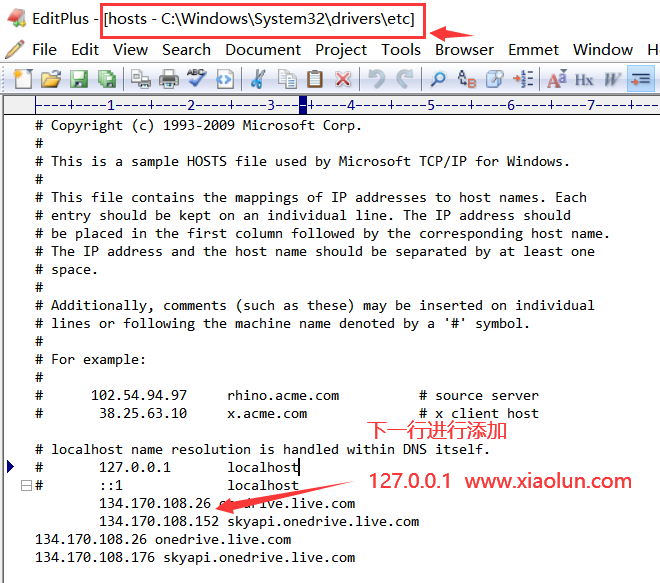 EditPlus - [hosts - C:\Windows\System32\drivers\etc]
File Edit View Search Document Project Tools Browser Emmet Window H
----+----1----+----2----+----3----+----4----+----5----+----6----+----7----
# Copyright (c) 1993-2009 Microsoft Corp.
#
# This is a sample HOSTS file used by Microsoft TCP/IP for Windows.
#
# This file contains the mappings of IP addresses to host names. Each
# entry should be kept on an individual line. The IP address should
# be placed in the first column followed by the corresponding host name.
# The IP address and the host name should be separated by at least one
# space.
#
# Additionally, comments (such as these) may be inserted on individual
# lines or following the machine name denoted by a '#' symbol.
#
# For example:
#
# 102.54.94.97 rhino.acme.com # source server
# 38.25.63.10 x.acme.com # x client host
下一行进行添加
# localhost name resolution is handled within DNS itself.
# 127.0.0.1 localhost
# ::1 localhost
127.0.0.1 www.xiaolun.com
134.170.108.26 onedrive.live.com
134.170.108.152 skyapi.onedrive.live.com
134.170.108.26 onedrive.live.com
134.170.108.176 skyapi.onedrive.live.com